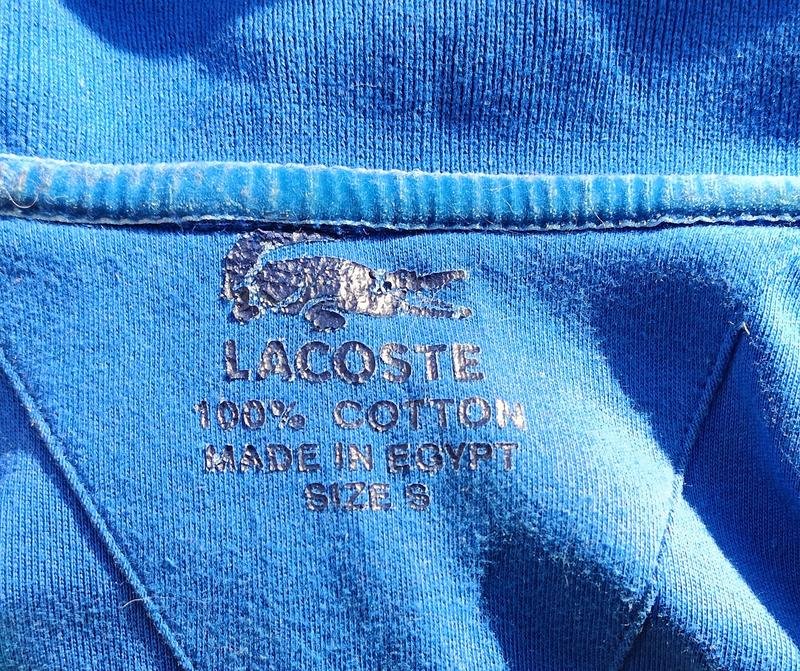 LACOSTE
100% COTTON
MADE IN EGYPT
SIZE S